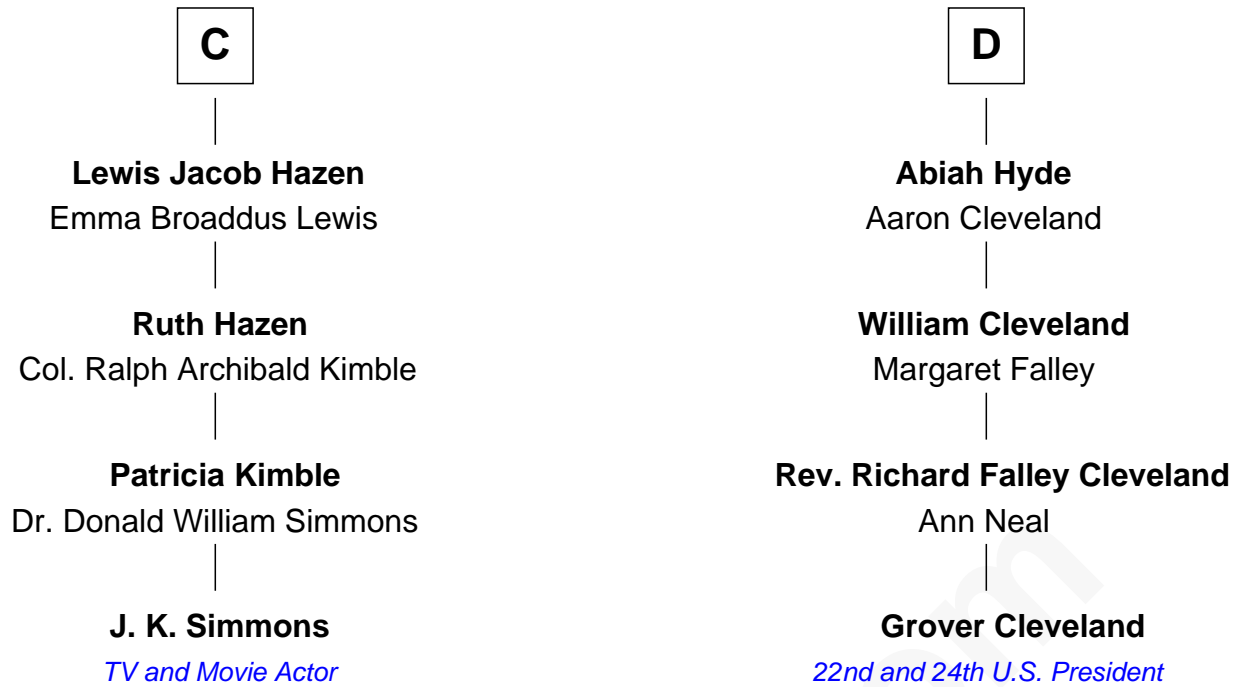 C
Lewis Jacob Hazen
Emma Broaddus Lewis
Ruth Hazen
Col. Ralph Archibald Kimble
Patricia Kimble
Dr. Donald William Simmons
J. K. Simmons
TV and Movie Actor
D
Abiah Hyde
Aaron Cleveland
William Cleveland
Margaret Falley
Rev. Richard Falley Cleveland
Ann Neal
Grover Cleveland
22nd and 24th U.S. President
om